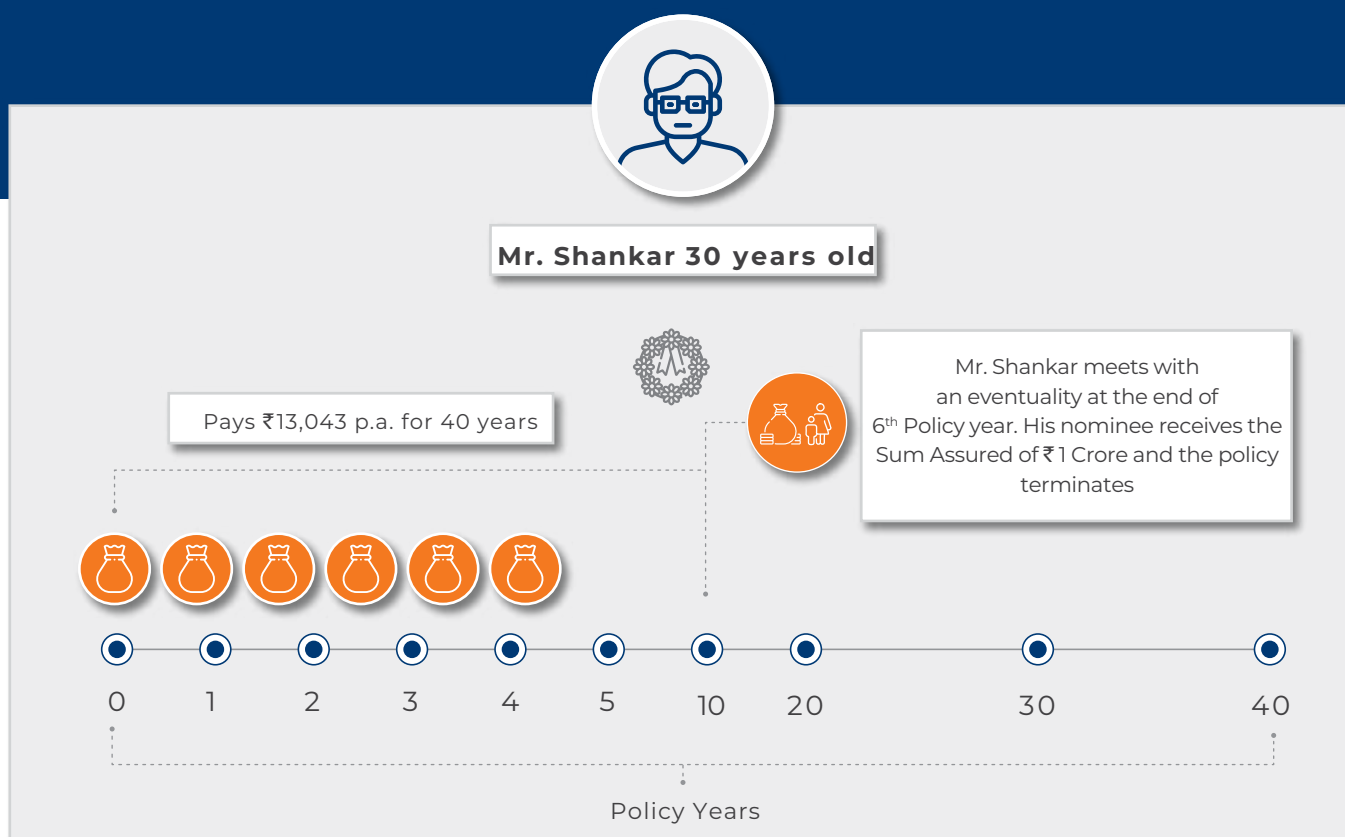 Mr. Shankar 30 years old
Pays ₹13,043 p.a. for 40 years
Mr. Shankar meets with
an eventuality at the end of
6th Policy year. His nominee receives the
Sum Assured of ₹1 Crore and the policy
terminates
0 1 2 3 4 5 10 20 30 40
Policy Years